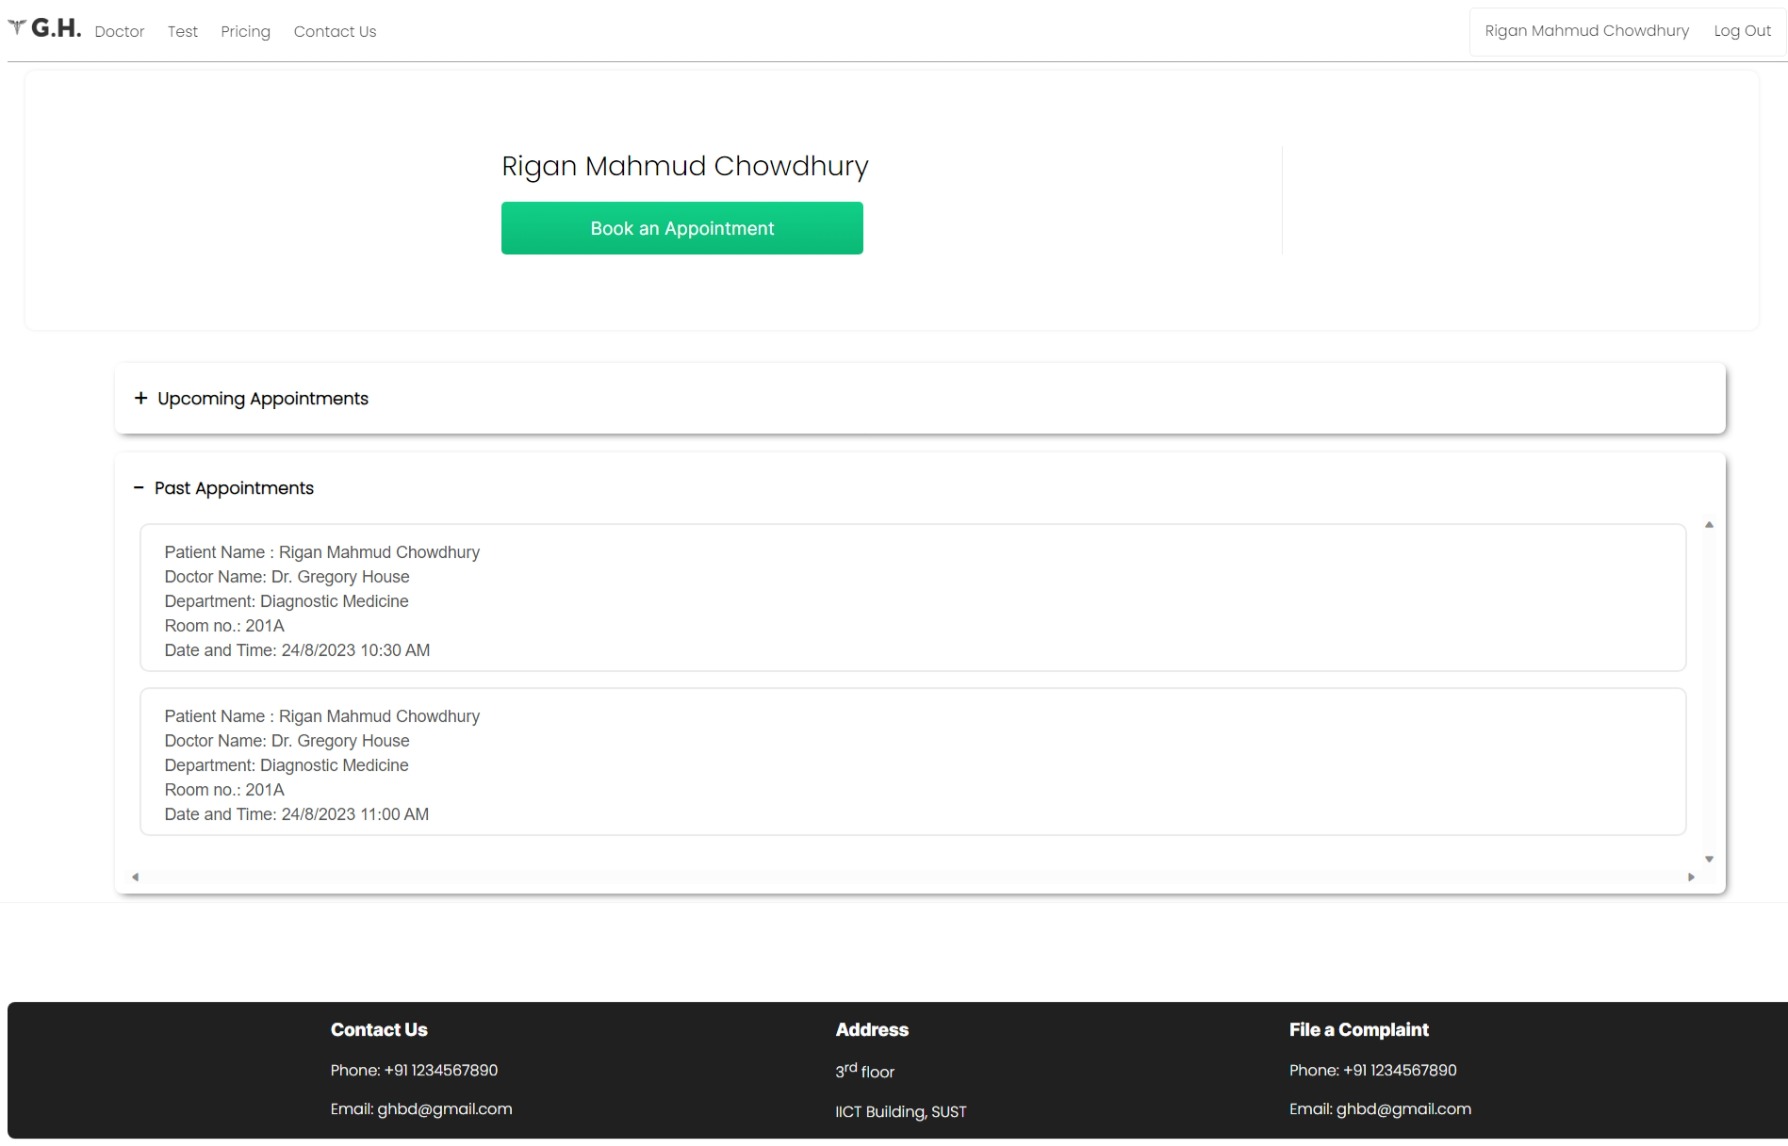 G.H. Doctor Test Pricing Contact Us Rigan Mahmud Chowdhury Log Out
Rigan Mahmud Chowdhury
Book an Appointment
+ Upcoming Appointments
− Past Appointments
Patient Name : Rigan Mahmud Chowdhury
Doctor Name: Dr. Gregory House
Department: Diagnostic Medicine
Room no.: 201A
Date and Time: 24/8/2023 10:30 AM
Patient Name : Rigan Mahmud Chowdhury
Doctor Name: Dr. Gregory House
Department: Diagnostic Medicine
Room no.: 201A
Date and Time: 24/8/2023 11:00 AM
Contact Us
Phone: +91 1234567890
Email: ghbd@gmail.com
Address
3rd floor
IICT Building, SUST
File a Complaint
Phone: +91 1234567890
Email: ghbd@gmail.com